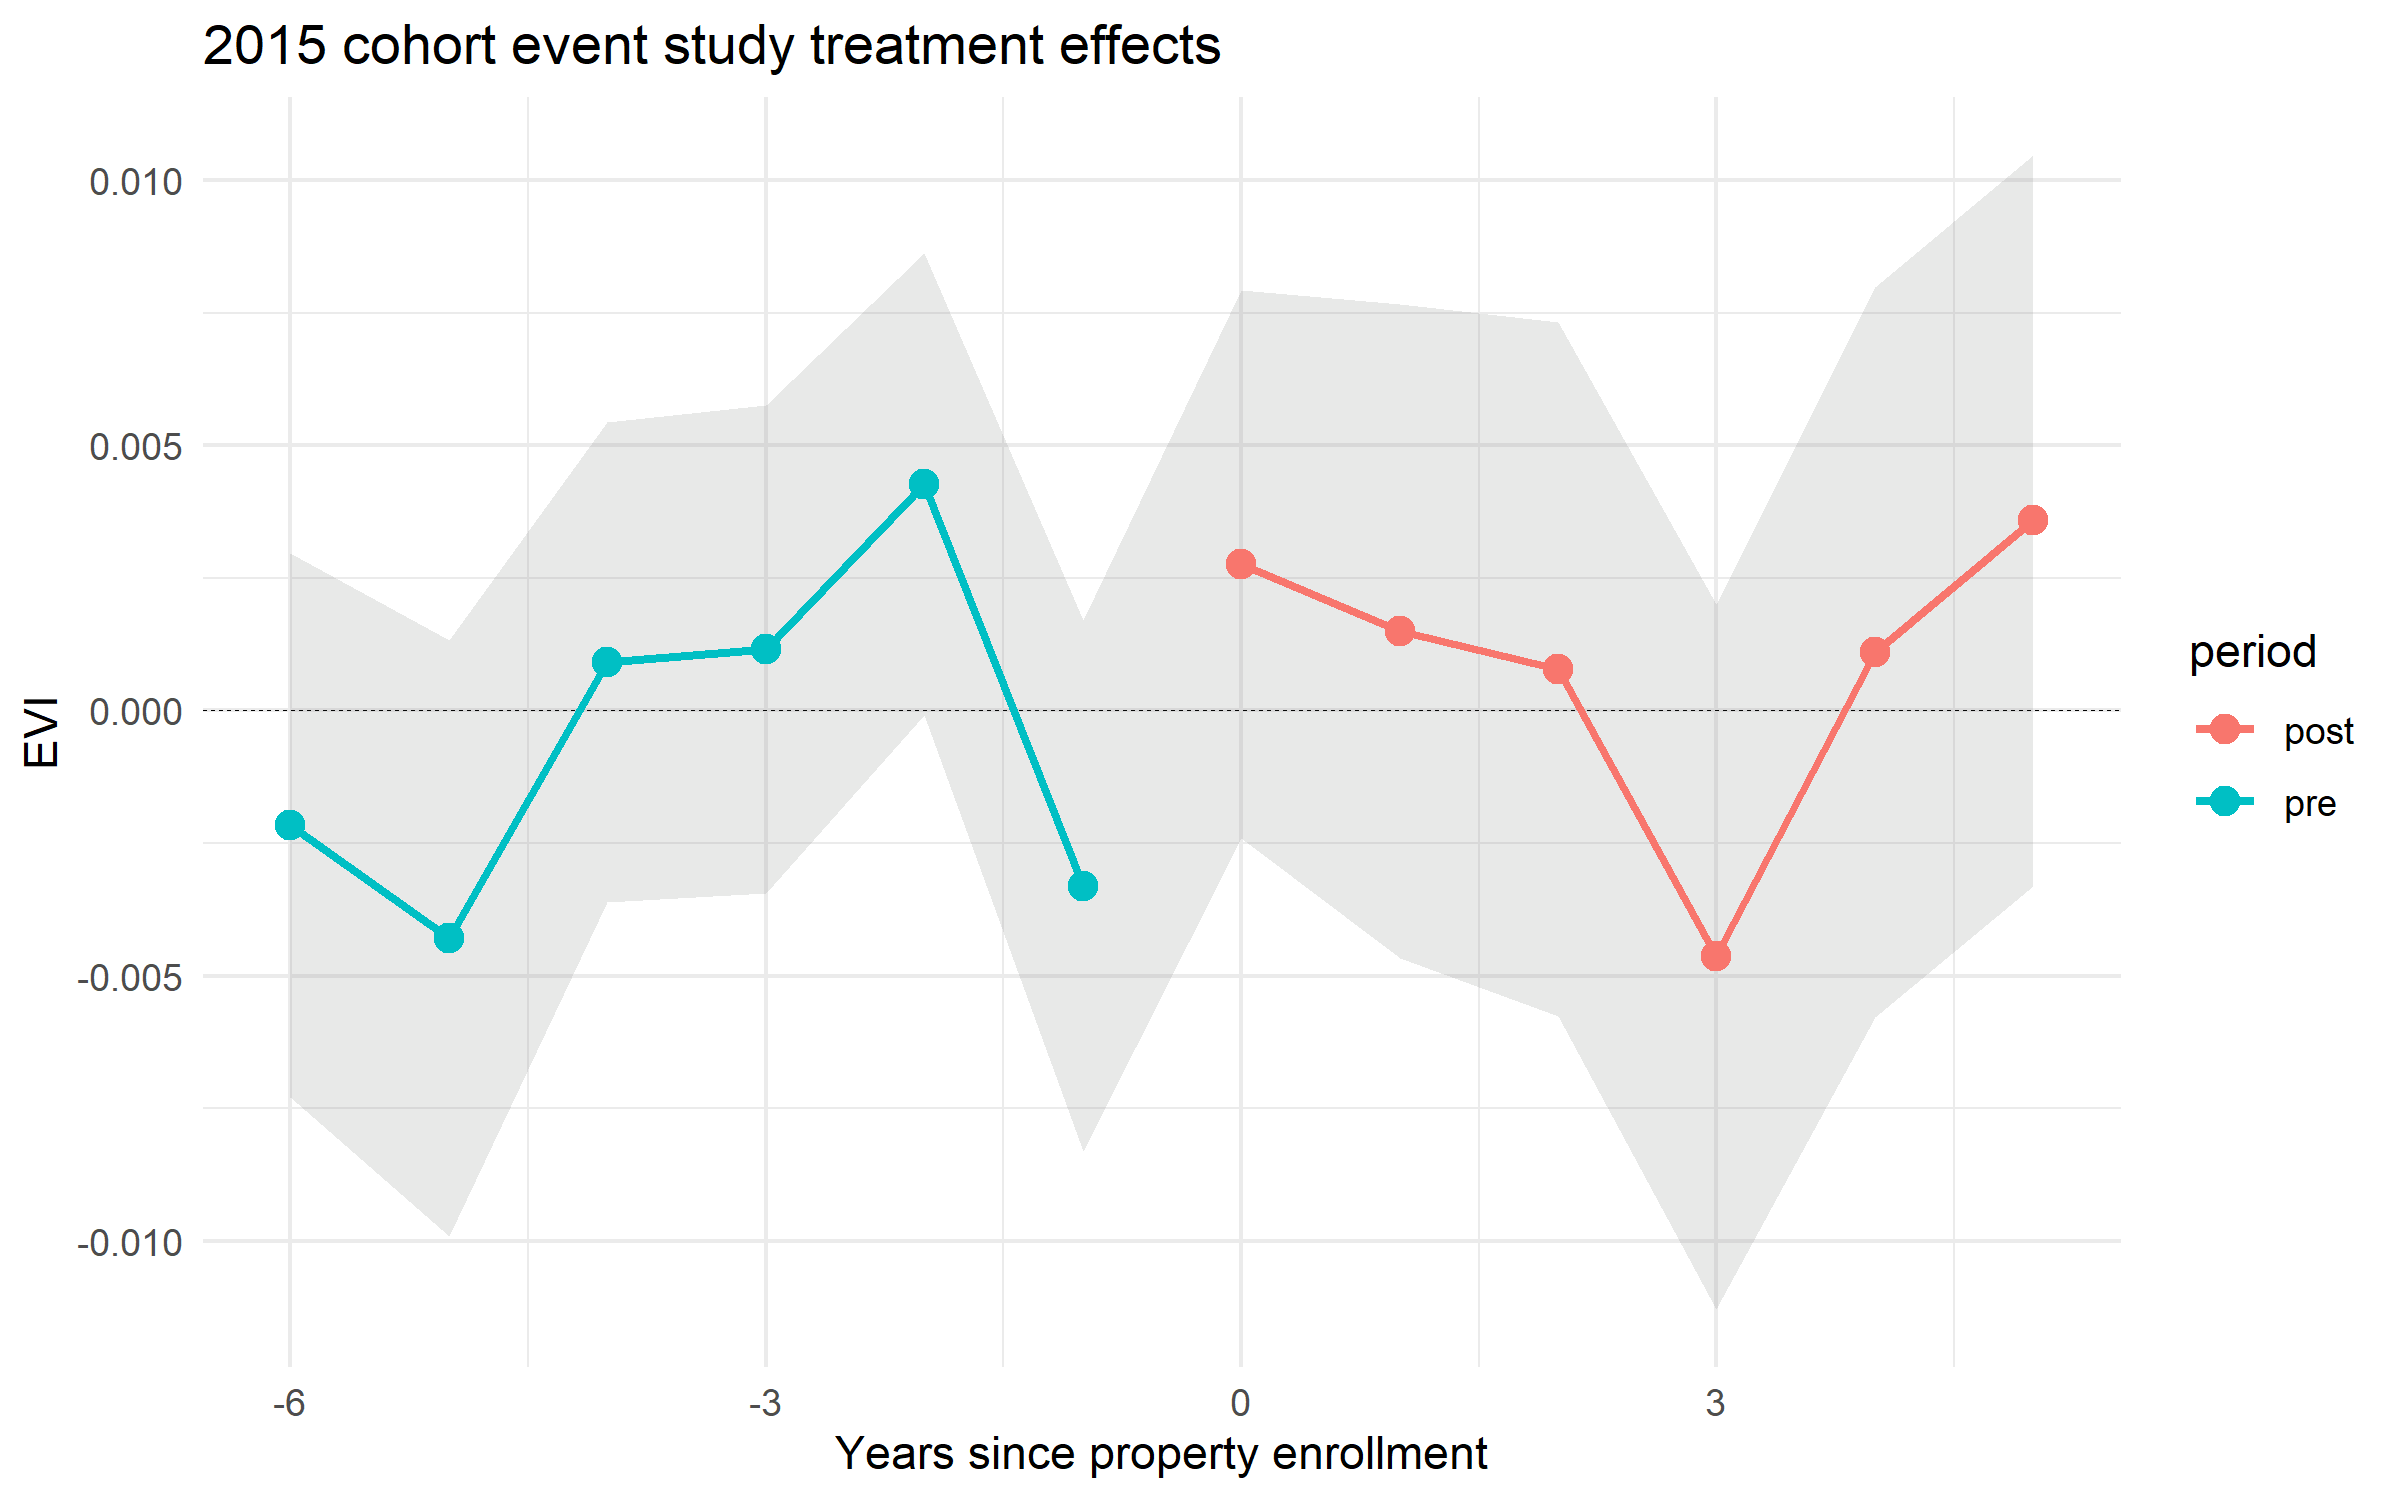 2015 cohort event study treatment effects
EVI
0.010
0.005
0.000
-0.005
-0.010
-6
-3
0
3
Years since property enrollment
period
post
pre